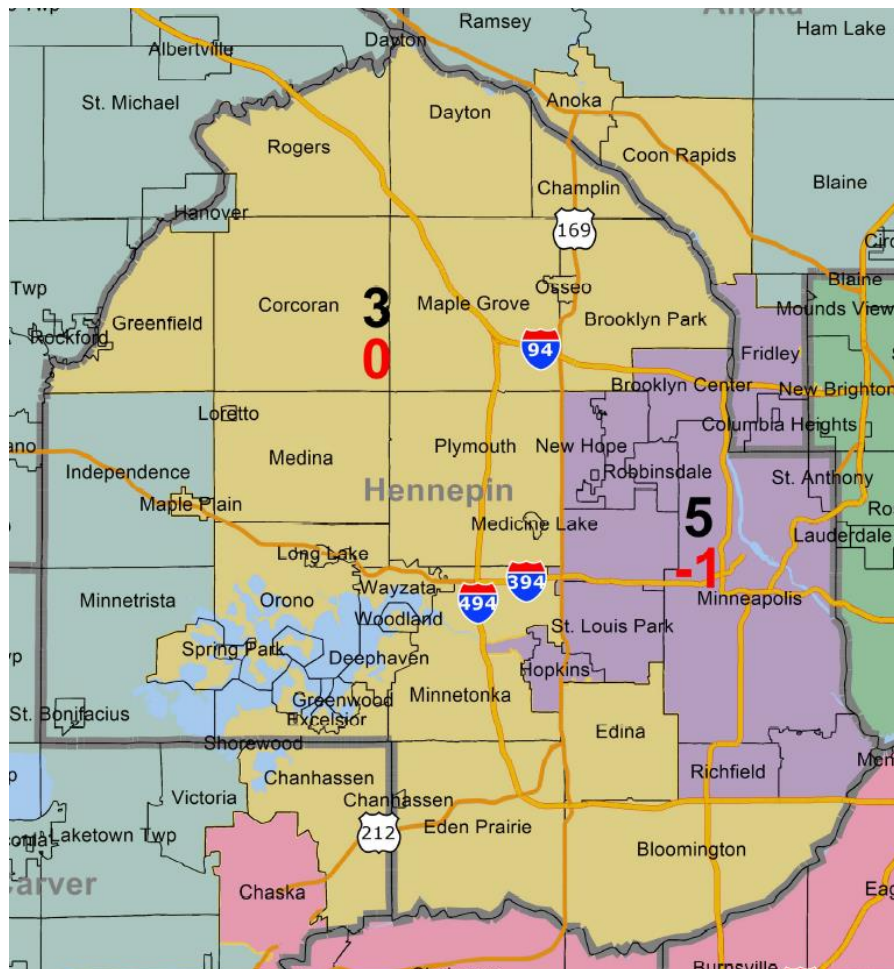 Anoka
Ramsey
Dayton
Ham Lake
Albertville
St. Michael
Dayton
Anoka
Rogers
Coon Rapids
Champlin
Blaine
Hanover
169
Blaine
Twp
Corcoran
3
Maple Grove
Osseo
Mounds View
Greenfield
Brooklyn Park
Rockford
0
94
Fridley
Brooklyn Center
New Brighton
Loretto
Columbia Heights
Plymouth
New Hope
Medina
Robbinsdale
Independence
St. Anthony
Hennepin
Maple Plain
Medicine Lake
5
Lauderdale
Long Lake
-1
Wayzata
394
Minnetrista
Orono
494
Minneapolis
Woodland
St. Louis Park
Spring Park
Deephaven
Hopkins
Minnetonka
Greenwood
St. Bonifacius
Excelsior
Edina
Shorewood
Chanhassen
Richfield
Victoria
Chanhassen
Eden Prairie
212
Laketown Twp
Bloomington
Carver
Chaska
Burnsville